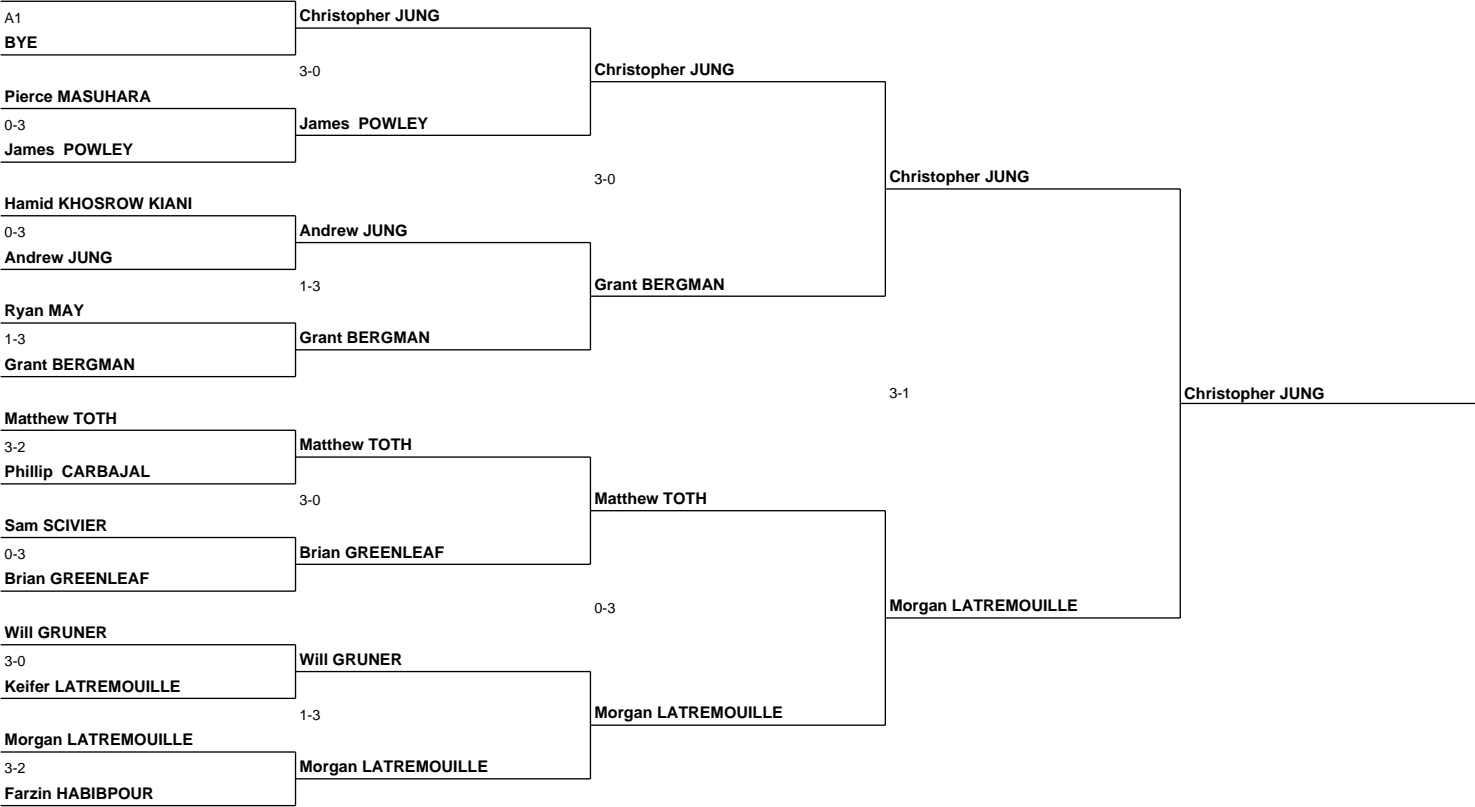 A1
BYE
Pierce MASUHARA
0-3
James POWLEY
Hamid KHOSROW KIANI
0-3
Andrew JUNG
Ryan MAY
1-3
Grant BERGMAN
Matthew TOTH
3-2
Phillip CARBAJAL
Sam SCIVIER
0-3
Brian GREENLEAF
Will GRUNER
3-0
Keifer LATREMOUILLE
Morgan LATREMOUILLE
3-2
Farzin HABIBPOUR
Christopher JUNG
3-0
James POWLEY
Andrew JUNG
1-3
Grant BERGMAN
Matthew TOTH
3-0
Brian GREENLEAF
Will GRUNER
1-3
Morgan LATREMOUILLE
Christopher JUNG
3-0
Grant BERGMAN
Matthew TOTH
0-3
Morgan LATREMOUILLE
Christopher JUNG
3-1
Morgan LATREMOUILLE
Christopher JUNG